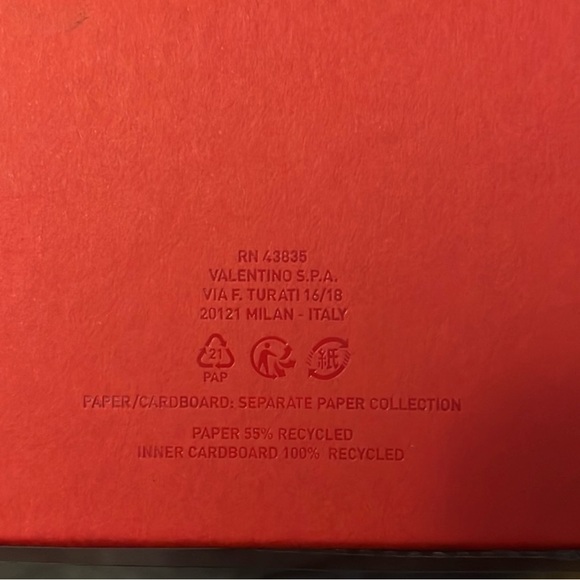 RN 43835
VALENTINO S.P.A.
VIA F. TURATI 16/18
20121 MILAN - ITALY
21 紙
PAP
PAPER/CARDBOARD: SEPARATE PAPER COLLECTION
PAPER 55% RECYCLED
INNER CARDBOARD 100% RECYCLED